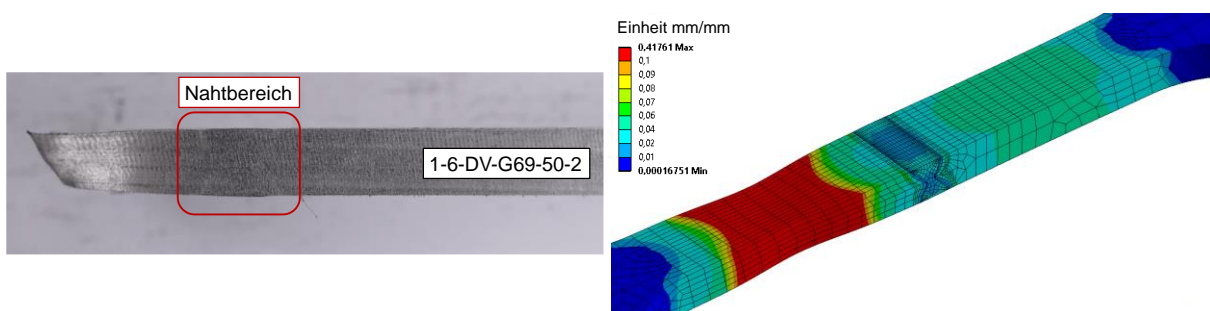 Nahtbereich
1-6-DV-G69-50-2
Einheit mm/mm
0,41761 Max
0,1
0,09
0,08
0,07
0,06
0,04
0,02
0,01
0,00016751 Min